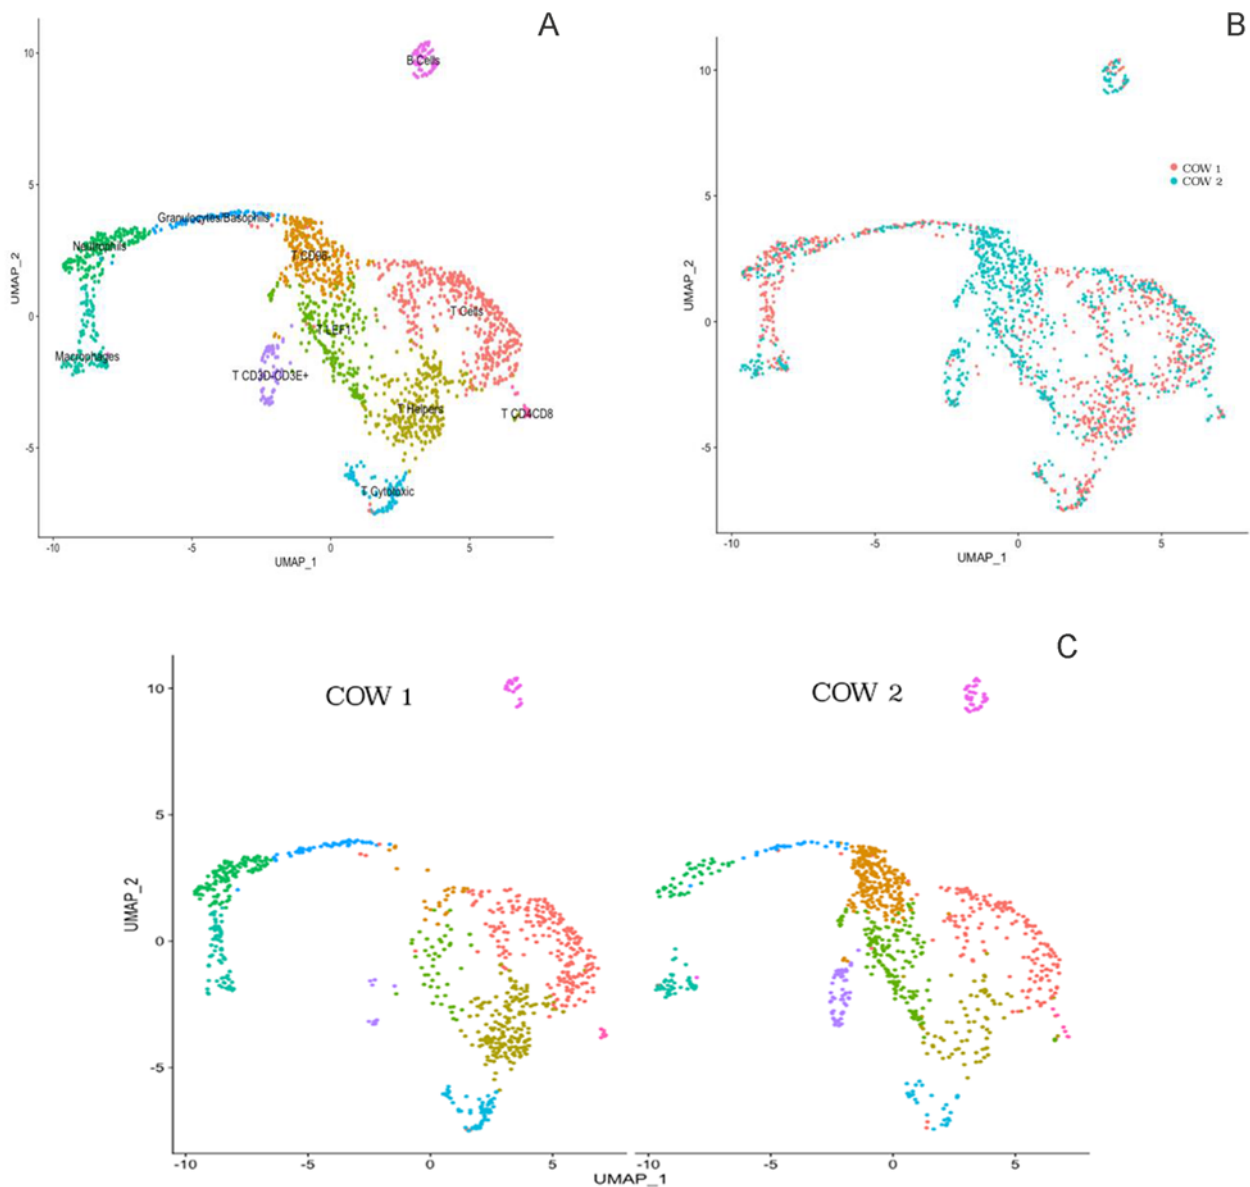 A
B
10
5
0
-5
UMAP_2
B Cells
Granulocytes/Basophils
Neutrophils
T CD96
T Cells
T LEF1
Macrophages
T CD3D-CD3E+
T Helpers
T CD4CD8
T Cytotoxic
-10
-5
0
5
UMAP_1
10
5
0
-5
UMAP_2
COW 1
COW 2
-10
-5
0
5
UMAP_1
C
COW 1
COW 2
10
5
0
-5
UMAP_2
-10
-5
0
5
-10
-5
0
5
UMAP_1